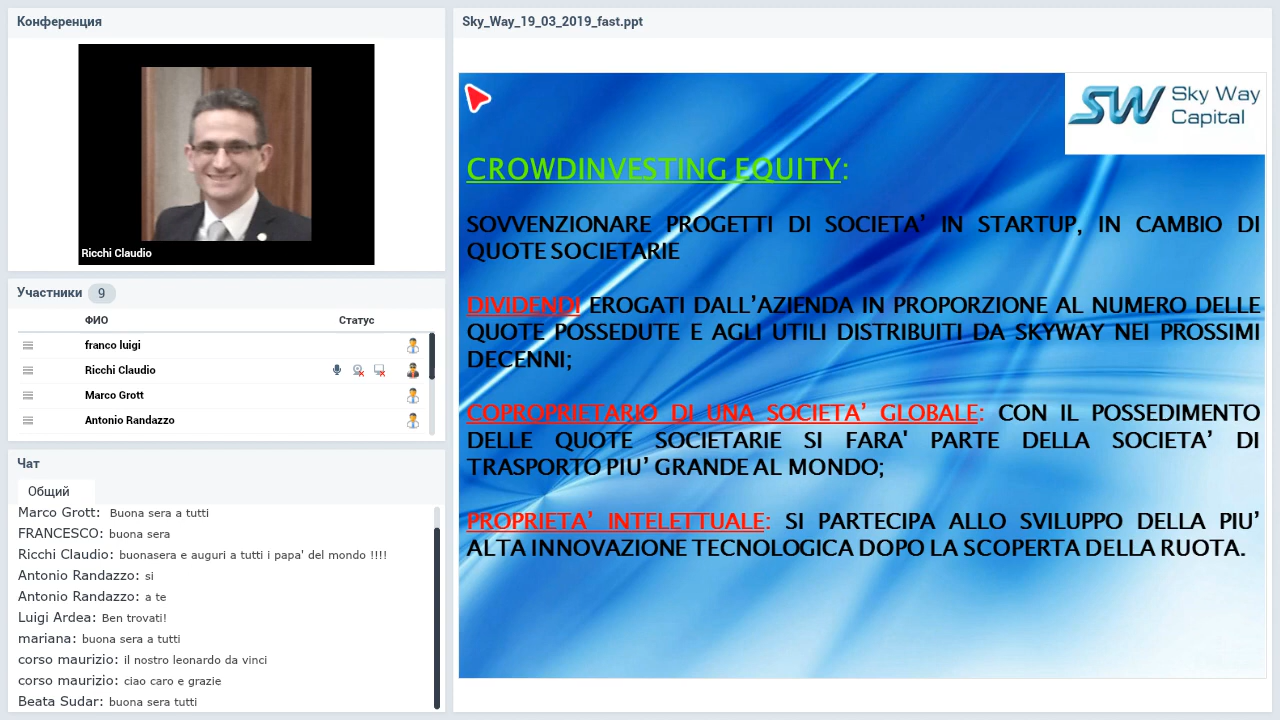 Конференция
Ricchi Claudio
Участники 9
ФИО Статус
franco luigi
Ricchi Claudio
Marco Grott
Antonio Randazzo
Чат
Общий
Marco Grott: Buona sera a tutti
FRANCESCO: buona sera
Ricchi Claudio: buonasera e auguri a tutti i papa' del mondo !!!!
Antonio Randazzo: si
Antonio Randazzo: a te
Luigi Ardea: Ben trovati!
mariana: buona sera a tutti
corso maurizio: il nostro leonardo da vinci
corso maurizio: ciao caro e grazie
Beata Sudar: buona sera tutti
Sky_Way_19_03_2019_fast.ppt
SW Sky Way
Capital
CROWDINVESTING EQUITY:
SOVVENZIONARE PROGETTI DI SOCIETA’ IN STARTUP, IN CAMBIO DI
QUOTE SOCIETARIE
DIVIDENDI EROGATI DALL’AZIENDA IN PROPORZIONE AL NUMERO DELLE
QUOTE POSSEDUTE E AGLI UTILI DISTRIBUITI DA SKYWAY NEI PROSSIMI
DECENNI;
COPROPRIETARIO DI UNA SOCIETA’ GLOBALE: CON IL POSSEDIMENTO
DELLE QUOTE SOCIETARIE SI FARA' PARTE DELLA SOCIETA’ DI
TRASPORTO PIU’ GRANDE AL MONDO;
PROPRIETA’ INTELETTUALE: SI PARTECIPA ALLO SVILUPPO DELLA PIU’
ALTA INNOVAZIONE TECNOLOGICA DOPO LA SCOPERTA DELLA RUOTA.